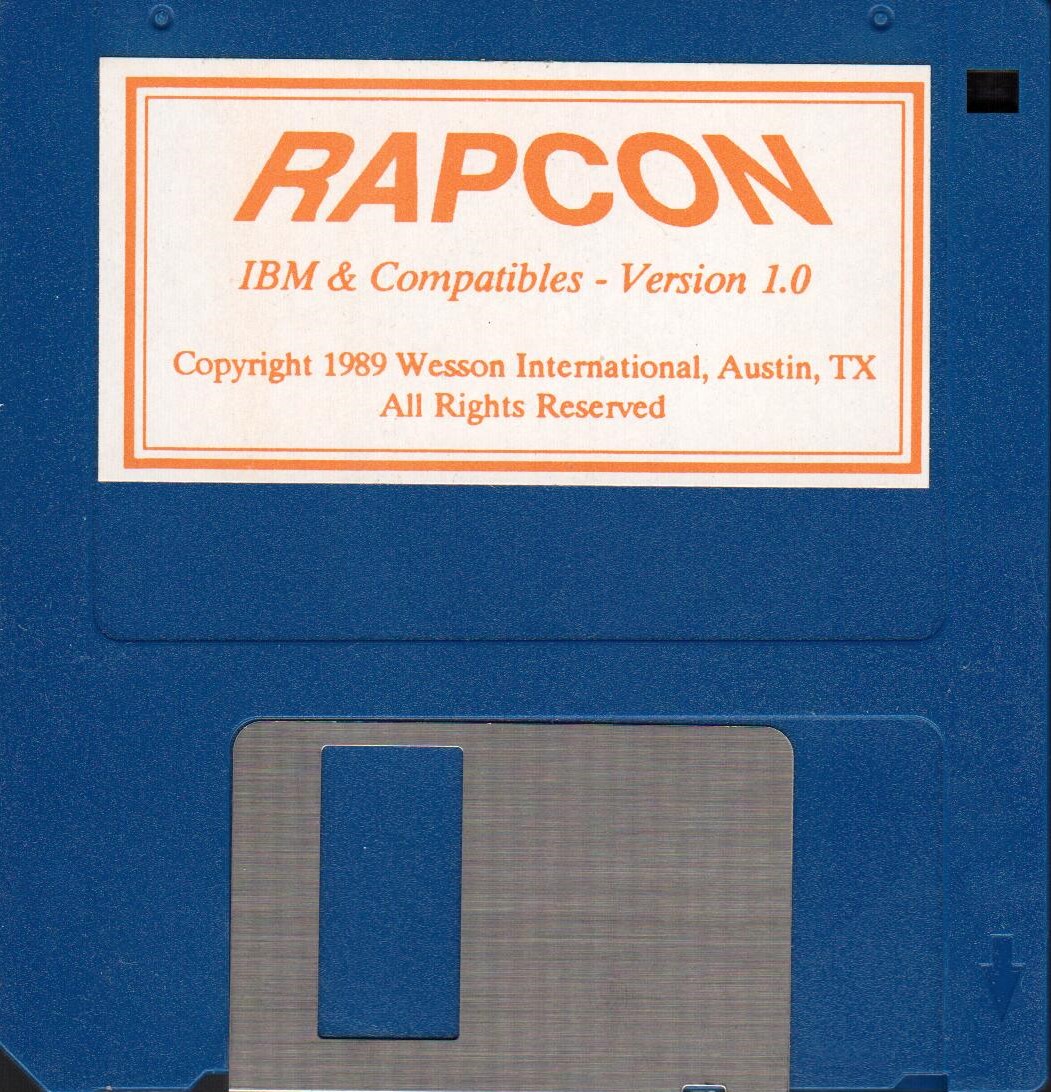 RAPCON
IBM & Compatibles - Version 1.0
Copyright 1989 Wesson International, Austin, TX
All Rights Reserved